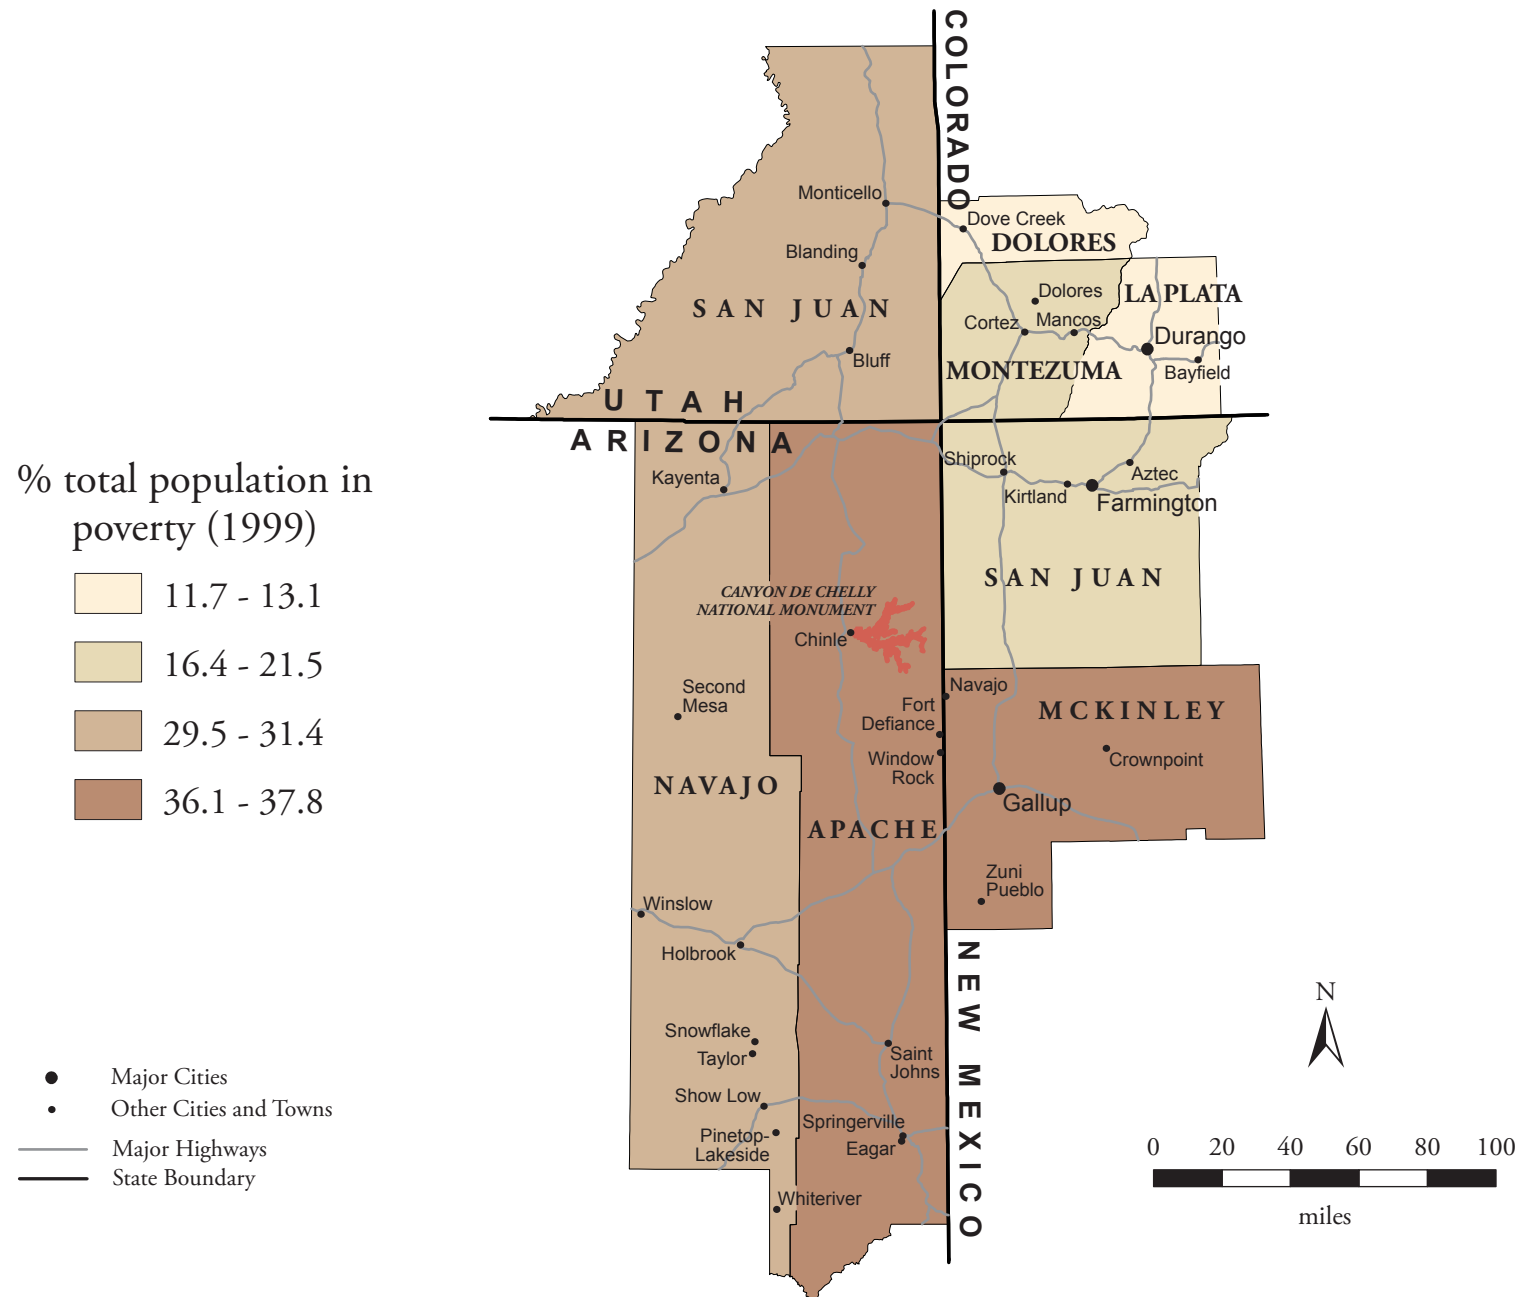 COLORADO
Monticello
Dove Creek
DOLORES
Blanding
Dolores
LA PLATA
SAN JUAN
Cortez
Mancos
Durango
Bluff
MONTEZUMA
Bayfield
UTAH
ARIZONA
% total population in
poverty (1999)
11.7 - 13.1
16.4 - 21.5
29.5 - 31.4
36.1 - 37.8
Kayenta
Shiprock
Aztec
Kirtland
Farmington
SAN JUAN
CANYON DE CHELLY
NATIONAL MONUMENT
Chinle
Second
Mesa
Navajo
Fort
Defiance
MCKINLEY
Window
Rock
Crownpoint
NAVAJO
Gallup
APACHE
Zuni
Pueblo
Winslow
Holbrook
NEW MEXICO
Snowflake
Taylor
Saint
Johns
Show Low
Springerville
Pinetop-
Lakeside
Eagar
Whiteriver
Major Cities
Other Cities and Towns
Major Highways
State Boundary
N
0 20 40 60 80 100
miles